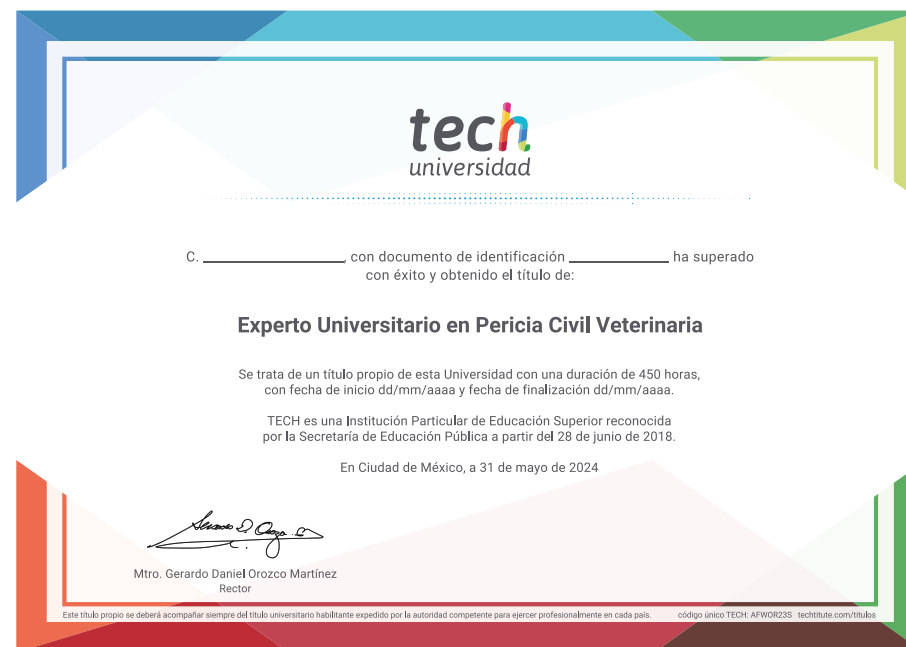 tech
universidad
C. ____________________, con documento de identificación ______________ ha superado
con éxito y obtenido el título de:
Experto Universitario en Pericia Civil Veterinaria
Se trata de un título propio de esta Universidad con una duración de 450 horas,
con fecha de inicio dd/mm/aaaa y fecha de finalización dd/mm/aaaa.
TECH es una Institución Particular de Educación Superior reconocida
por la Secretaría de Educación Pública a partir del 28 de junio de 2018.
En Ciudad de México, a 31 de mayo de 2024
Mtro. Gerardo Daniel Orozco Martínez
Rector
Este título propio se deberá acompañar siempre del título universitario habilitante expedido por la autoridad competente para ejercer profesionalmente en cada país. código único TECH: AFWOR23S techtitute.com/titulos